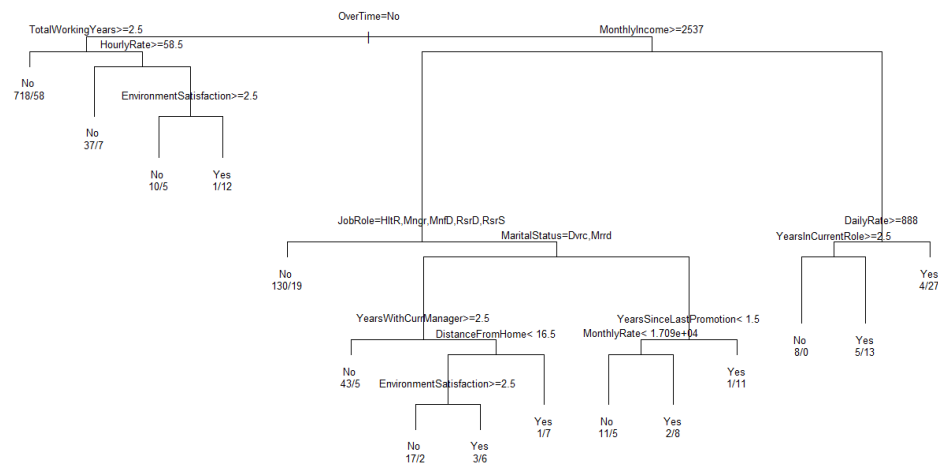 OverTime=No
TotalWorkingYears>=2.5
MonthlyIncome>=2537
HourlyRate>=58.5
No
718/58
EnvironmentSatisfaction>=2.5
No
37/7
No
10/5
Yes
1/12
JobRole=HltR,Mngr,MnfD,RsrD,RsrS
DailyRate>=888
MaritalStatus=Dvrc,Mrrd
YearsInCurrentRole>=2.5
No
130/19
Yes
4/27
YearsWithCurrManager>=2.5
YearsSinceLastPromotion< 1.5
DistanceFromHome< 16.5
MonthlyRate< 1.709e+04
No
8/0
Yes
5/13
No
43/5
EnvironmentSatisfaction>=2.5
Yes
1/11
Yes
1/7
No
11/5
Yes
2/8
No
17/2
Yes
3/6